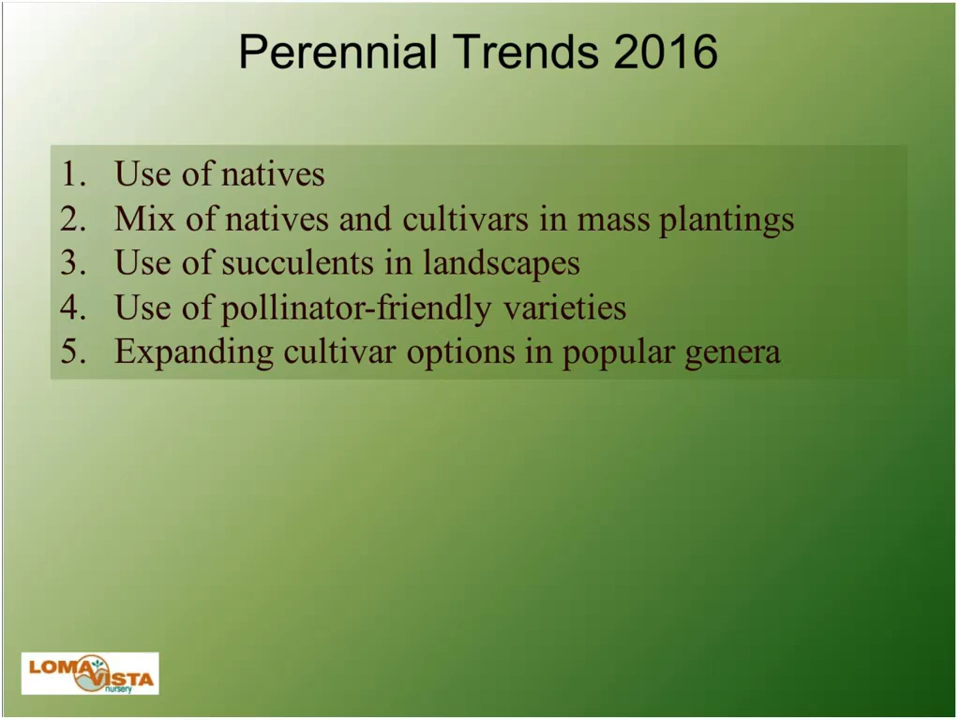 Perennial Trends 2016
1. Use of natives
2. Mix of natives and cultivars in mass plantings
3. Use of succulents in landscapes
4. Use of pollinator-friendly varieties
5. Expanding cultivar options in popular genera
LOMA VISTA
nursery